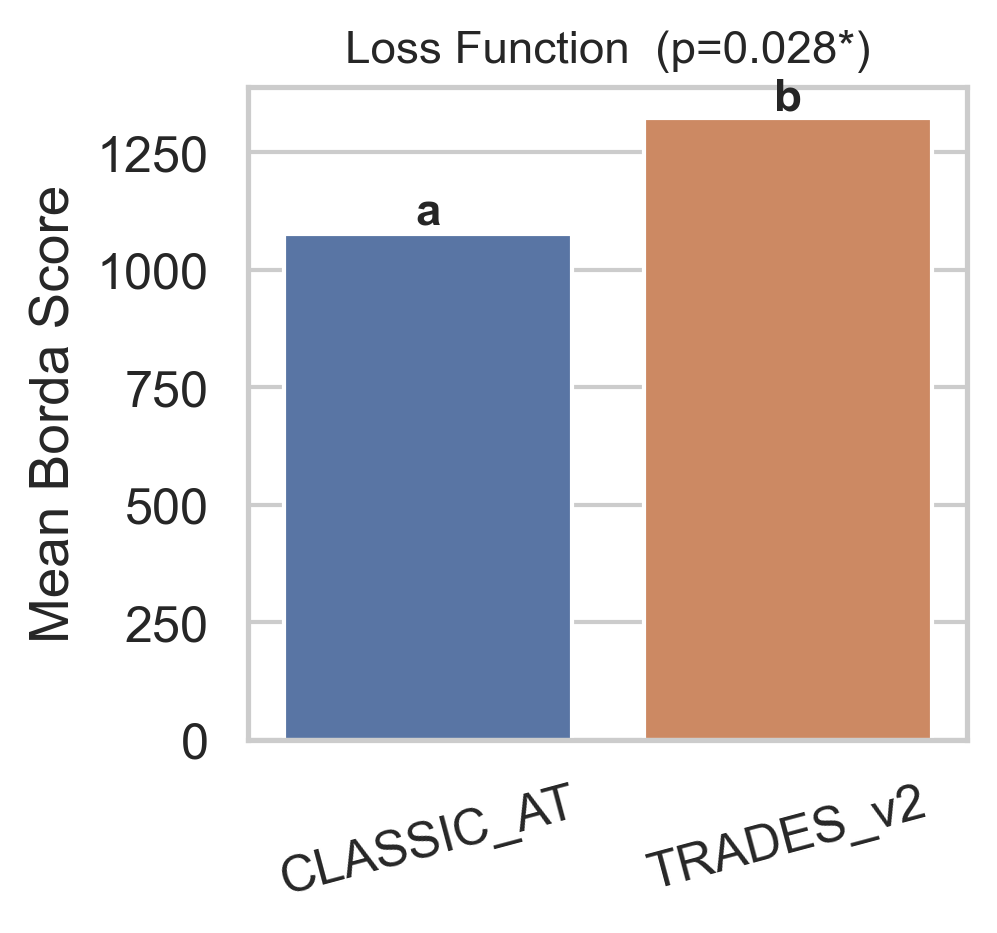 Loss Function (p=0.028*)
Mean Borda Score
1250
1000
750
500
250
0
a
b
CLASSIC_AT
TRADES_v2